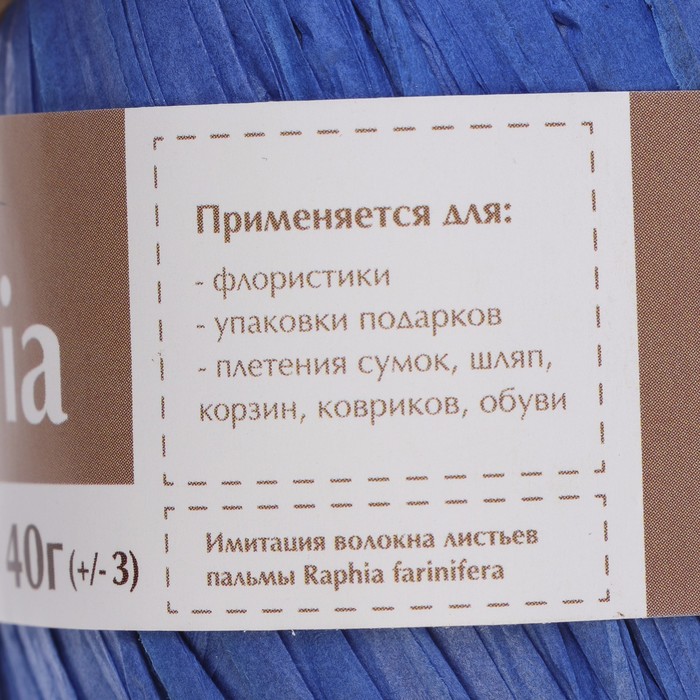 Применяется для:
- флористики
- упаковки подарков
- плетения сумок, шляп,
корзин, ковриков, обуви
ia
40г (+/- 3)
Имитация волокна листьев
пальмы Raphia farinifera